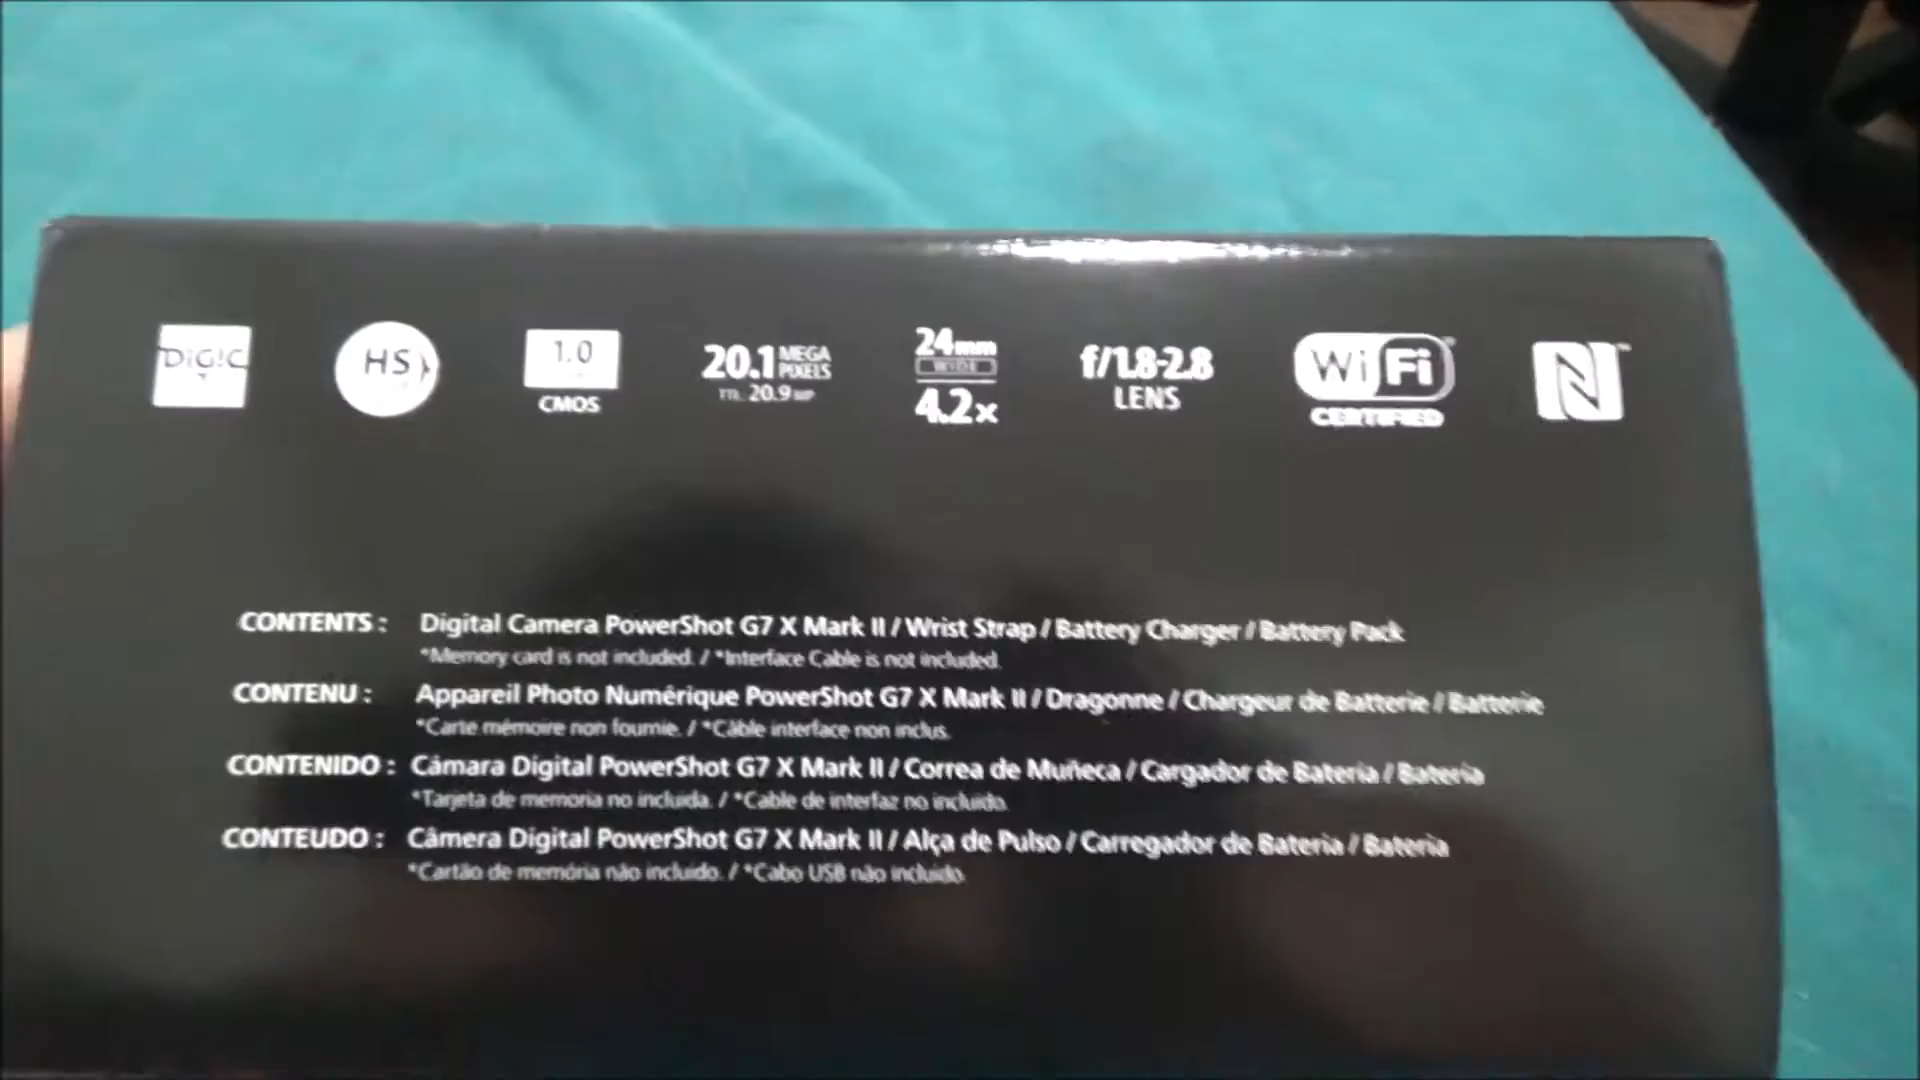 DIGIC
HS
1.0
CMOS
20.1 MEGA PIXELS
TTL. 20.9 MP
24mm
WIDE
4.2x
f/1.8-2.8
LENS
Wi Fi
CERTIFIED
CONTENTS : Digital Camera PowerShot G7 X Mark II / Wrist Strap / Battery Charger / Battery Pack
*Memory card is not included. / *Interface Cable is not included.
CONTENU : Appareil Photo Numérique PowerShot G7 X Mark II / Dragonne / Chargeur de Batterie / Batterie
*Carte mémoire non fournie. / *Câble interface non inclus.
CONTENIDO : Cámara Digital PowerShot G7 X Mark II / Correa de Muñeca / Cargador de Batería / Batería
*Tarjeta de memoria no incluida. / *Cable de interfaz no incluido.
CONTEUDO : Câmera Digital PowerShot G7 X Mark II / Alça de Pulso / Carregador de Bateria / Bateria
*Cartão de memória não incluído. / *Cabo USB não incluído.